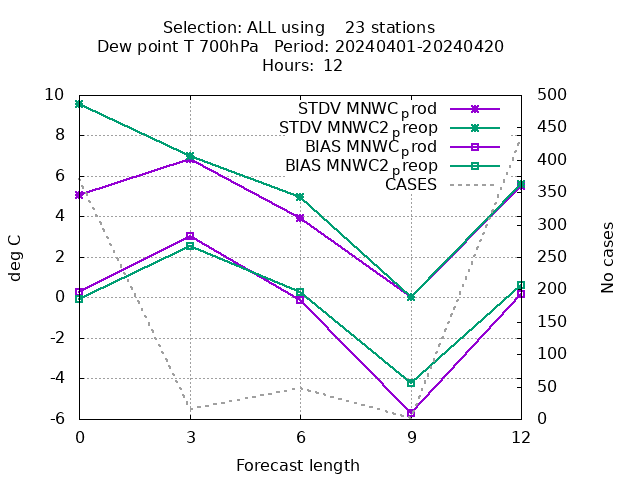 Selection: ALL using    23 stations
Dew point T 700hPa   Period: 20240401-20240420
Hours: 12
STDV MNWC_prod
STDV MNWC2_preop
BIAS MNWC_prod
BIAS MNWC2_preop
CASES
10
8
6
4
2
0
-2
-4
-6
deg C
500
450
400
350
300
250
200
150
100
50
0
No cases
0 3 6 9 12
Forecast length